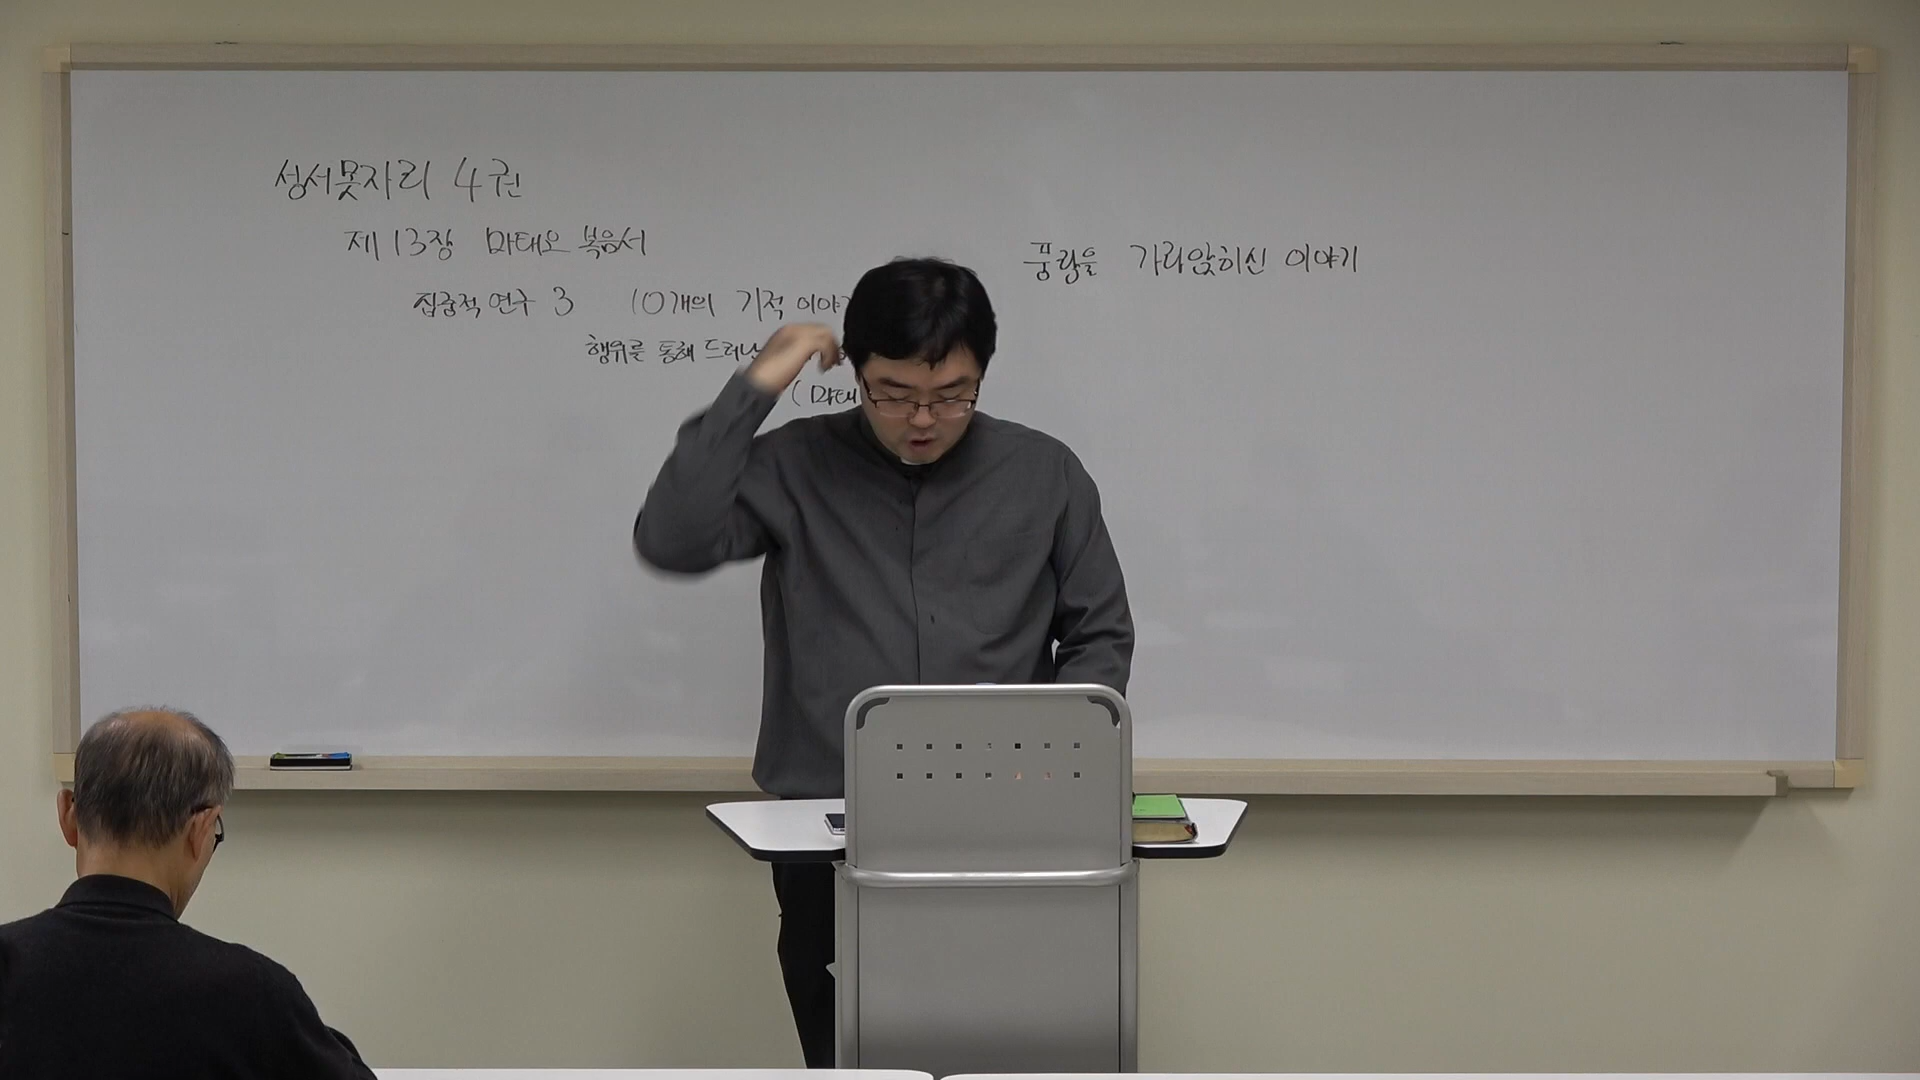 성서못자리 4권
제13장 마태오 복음서
집중적 연구 3 10개의 기적 이야
행위를 통해 드러난
(마태
풍랑을 가라앉히신 이야기